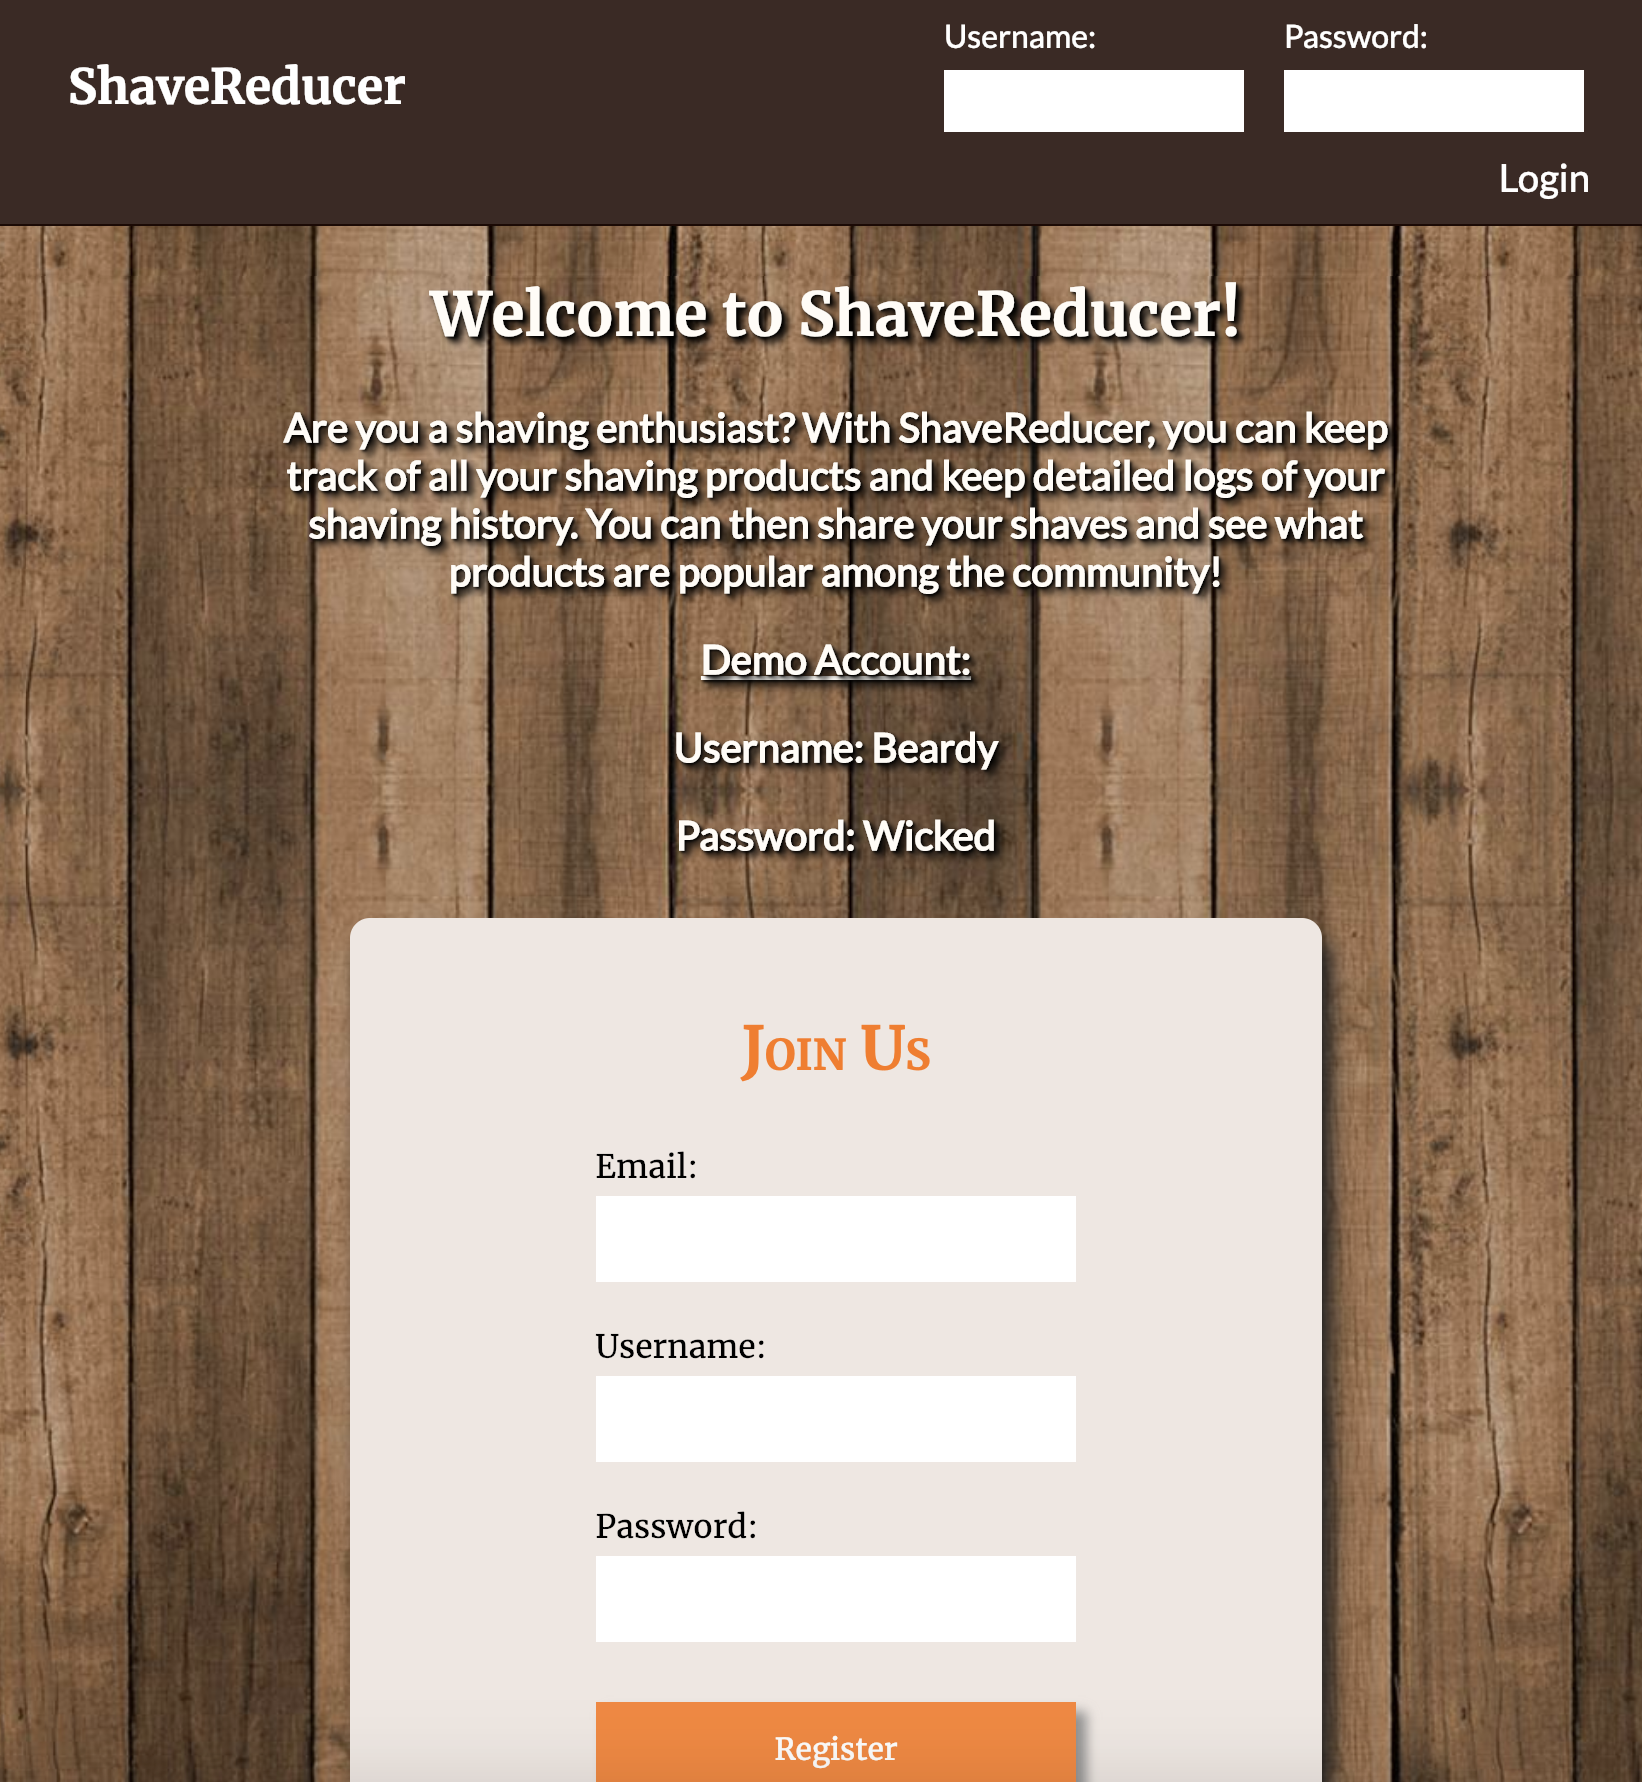 ShaveReducer
Username:
Password:
Login
Welcome to ShaveReducer!
Are you a shaving enthusiast? With ShaveReducer, you can keep
track of all your shaving products and keep detailed logs of your
shaving history. You can then share your shaves and see what
products are popular among the community!
Demo Account:
Username: Beardy
Password: Wicked
Join Us
Email:
Username:
Password:
Register